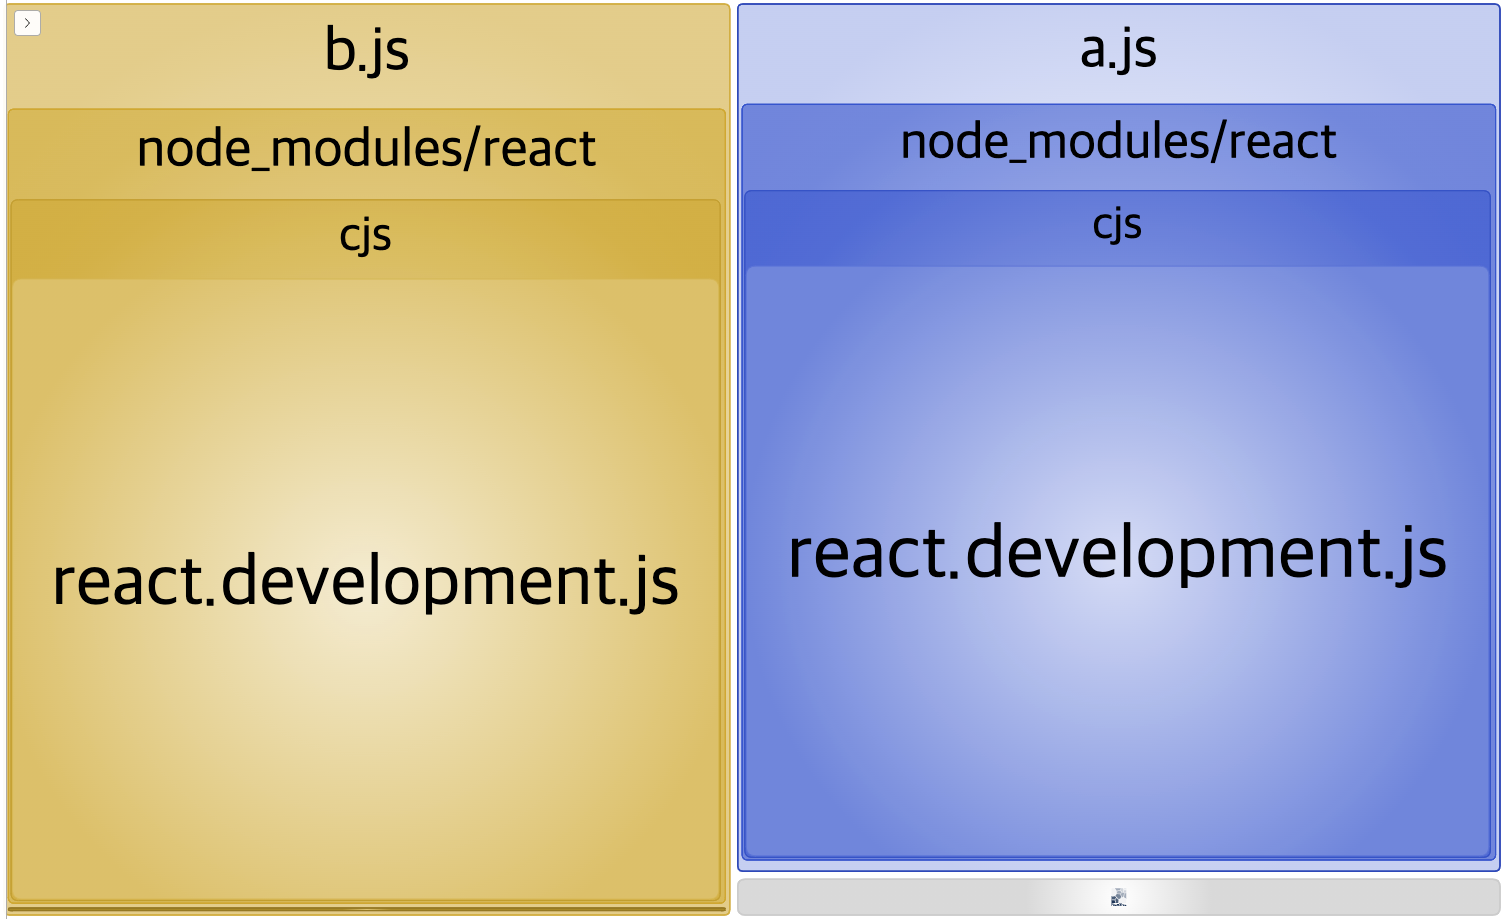 b.js
node_modules/react
cjs
react.development.js
a.js
node_modules/react
cjs
react.development.js